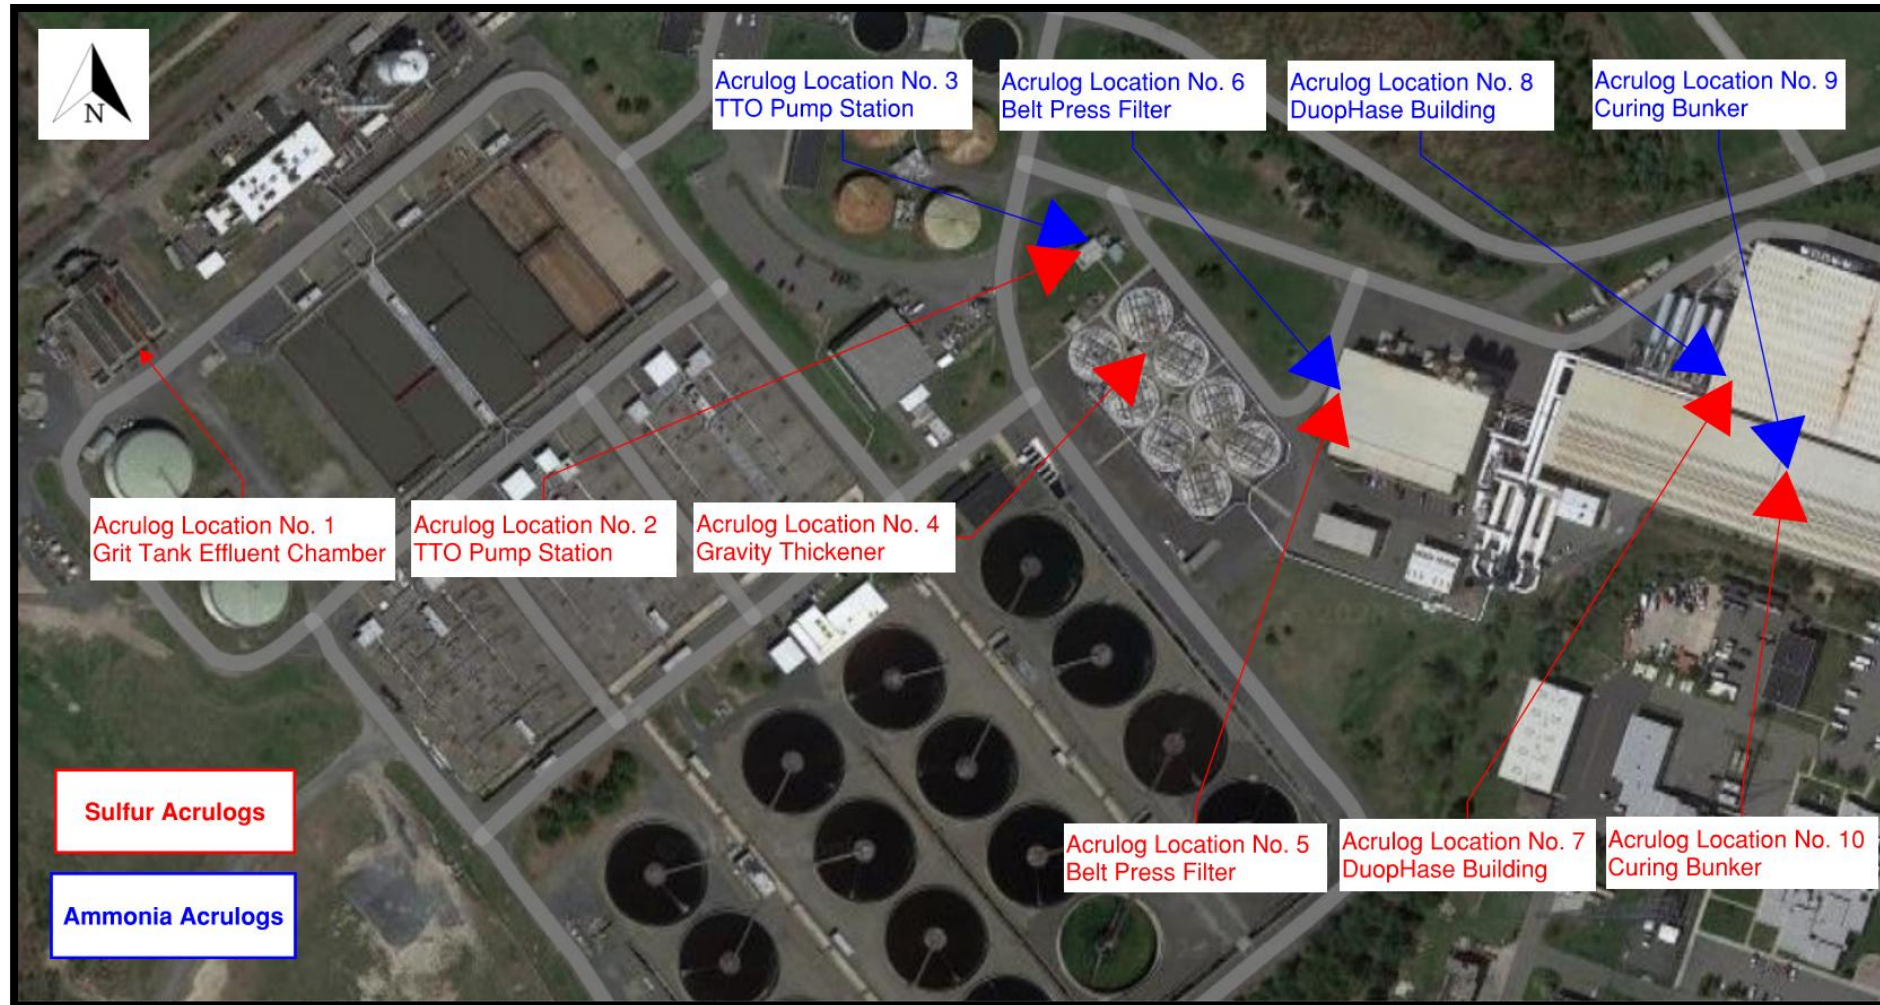 N
Acrulog Location No. 3
TTO Pump Station
Acrulog Location No. 6
Belt Press Filter
Acrulog Location No. 8
DuopHase Building
Acrulog Location No. 9
Curing Bunker
Acrulog Location No. 1
Grit Tank Effluent Chamber
Acrulog Location No. 2
TTO Pump Station
Acrulog Location No. 4
Gravity Thickener
Acrulog Location No. 5
Belt Press Filter
Acrulog Location No. 7
DuopHase Building
Acrulog Location No. 10
Curing Bunker
Sulfur Acrulogs
Ammonia Acrulogs